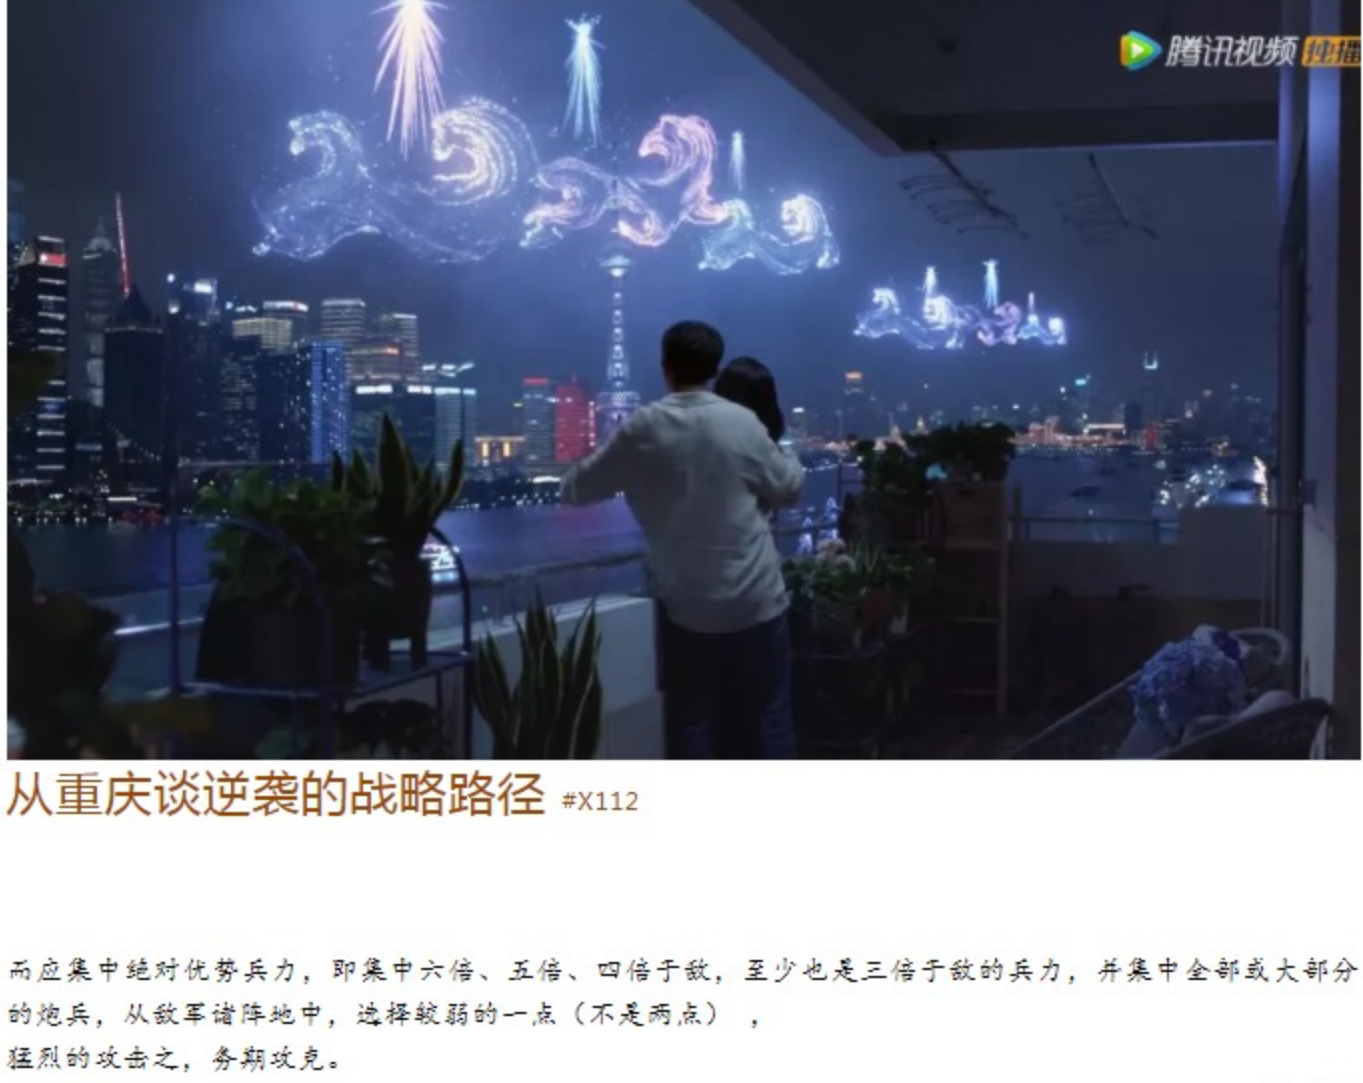 腾讯视频 独播
从重庆谈逆袭的战略路径 #X112
而应集中绝对优势兵力，即集中六倍、五倍、四倍于敌，至少也是三倍于敌的兵力，并集中全部或大部分
的炮兵，从敌军诸阵地中，选择较弱的一点（不是两点） ，
猛烈的攻击之，务期攻克。